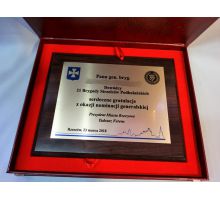 Panu gen. bryg.
Dowódcy
21 Brygady Strzelców Podhalańskich
serdeczne gratulacje
z okazji nominacji generalskiej
Prezydent Miasta Rzeszowa
Tadeusz Ferenc
Rzeszów, 15 marca 2018